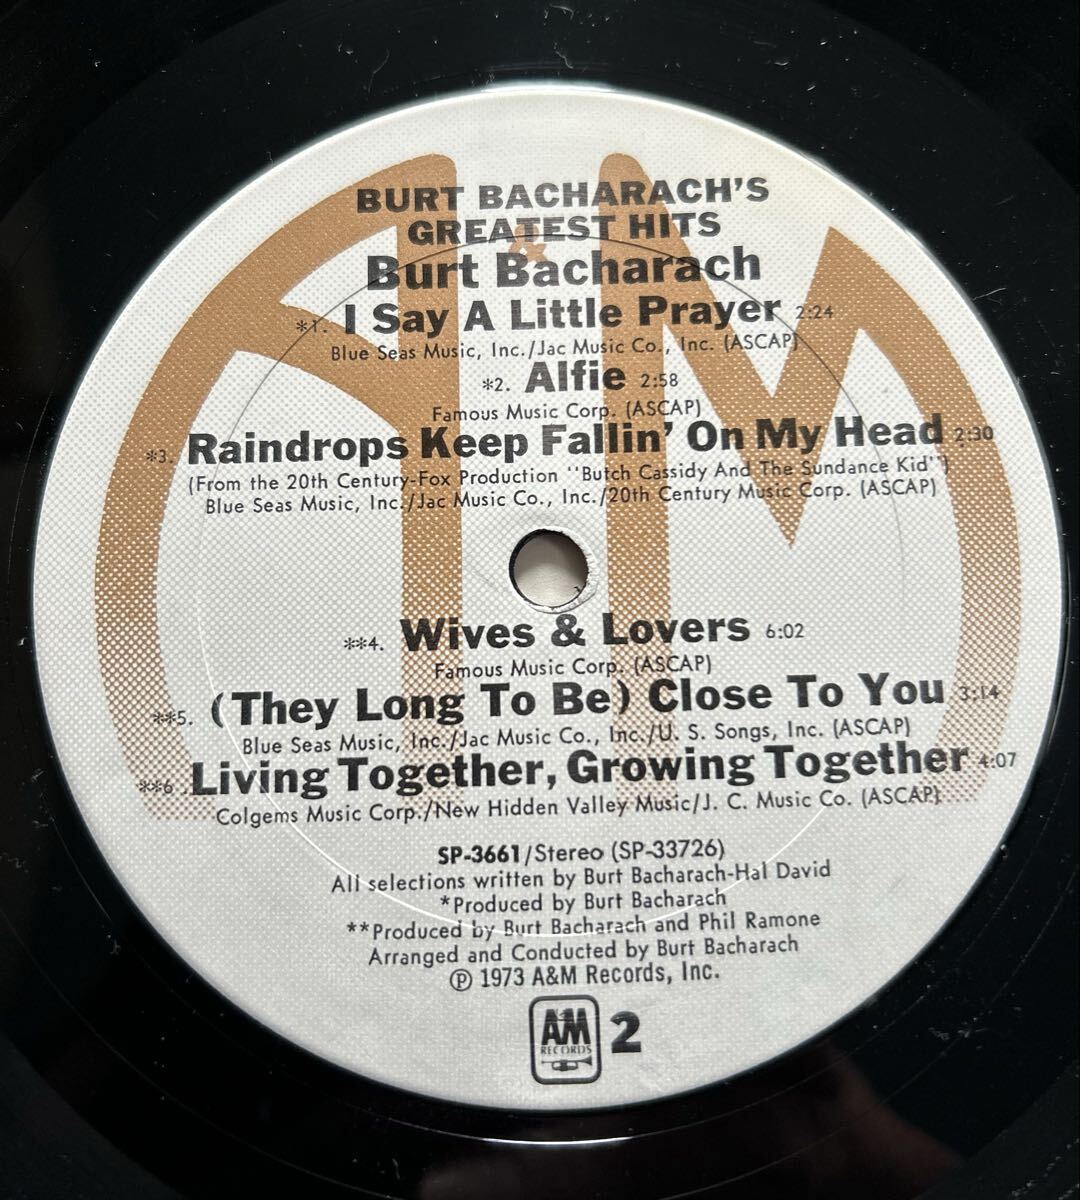 BURT BACHARACH'S
GREATEST HITS
Burt Bacharach
*1. I Say A Little Prayer 2:24
Blue Seas Music, Inc./Jac Music Co., Inc. (ASCAP)
*2. Alfie 2:58
Famous Music Corp. (ASCAP)
*3. Raindrops Keep Fallin' On My Head 2:30
(From the 20th Century-Fox Production "Butch Cassidy And The Sundance Kid")
Blue Seas Music, Inc./Jac Music Co., Inc./20th Century Music Corp. (ASCAP)
**4. Wives & Lovers 6:02
Famous Music Corp. (ASCAP)
**5. (They Long To Be) Close To You 3:14
Blue Seas Music, Inc./Jac Music Co., Inc./U. S. Songs, Inc. (ASCAP)
**6. Living Together, Growing Together 4:07
Colgems Music Corp./New Hidden Valley Music/J. C. Music Co. (ASCAP)
SP-3661/Stereo (SP-33726)
All selections written by Burt Bacharach-Hal David
*Produced by Burt Bacharach
**Produced by Burt Bacharach and Phil Ramone
Arranged and Conducted by Burt Bacharach
Ⓟ 1973 A&M Records, Inc.
AM 2
RECORDS